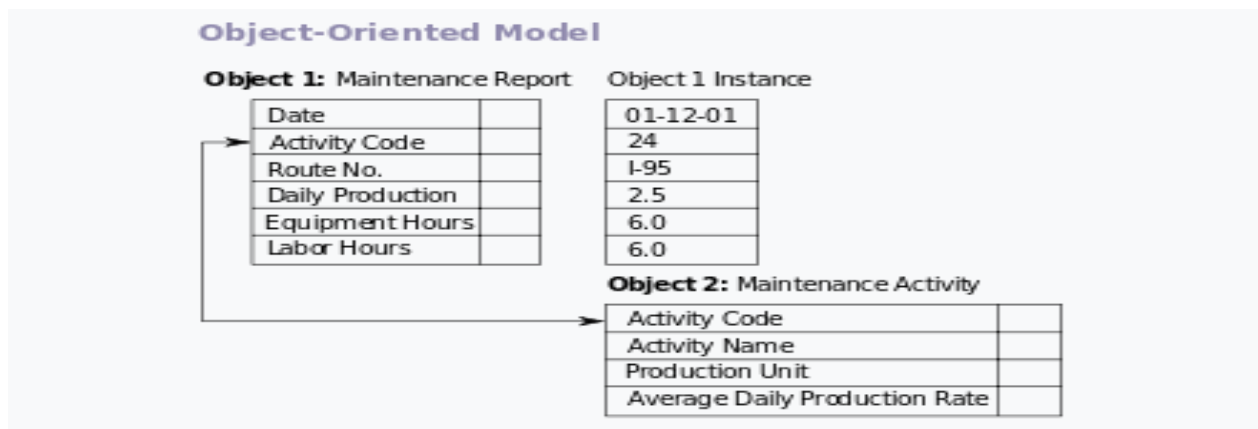 Object-Oriented Model
Object 1: Maintenance Report
Date
Activity Code
Route No.
Daily Production
Equipment Hours
Labor Hours
Object 1 Instance
01-12-01
24
I-95
2.5
6.0
6.0
Object 2: Maintenance Activity
Activity Code
Activity Name
Production Unit
Average Daily Production Rate